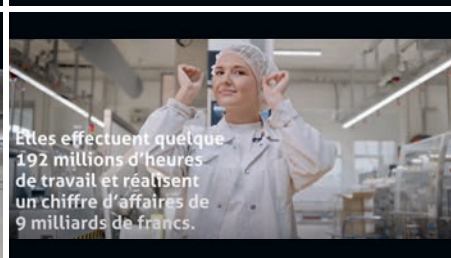 Elles effectuent quelque
192 millions d'heures
de travail et réalisent
un chiffre d'affaires de
9 milliards de francs.